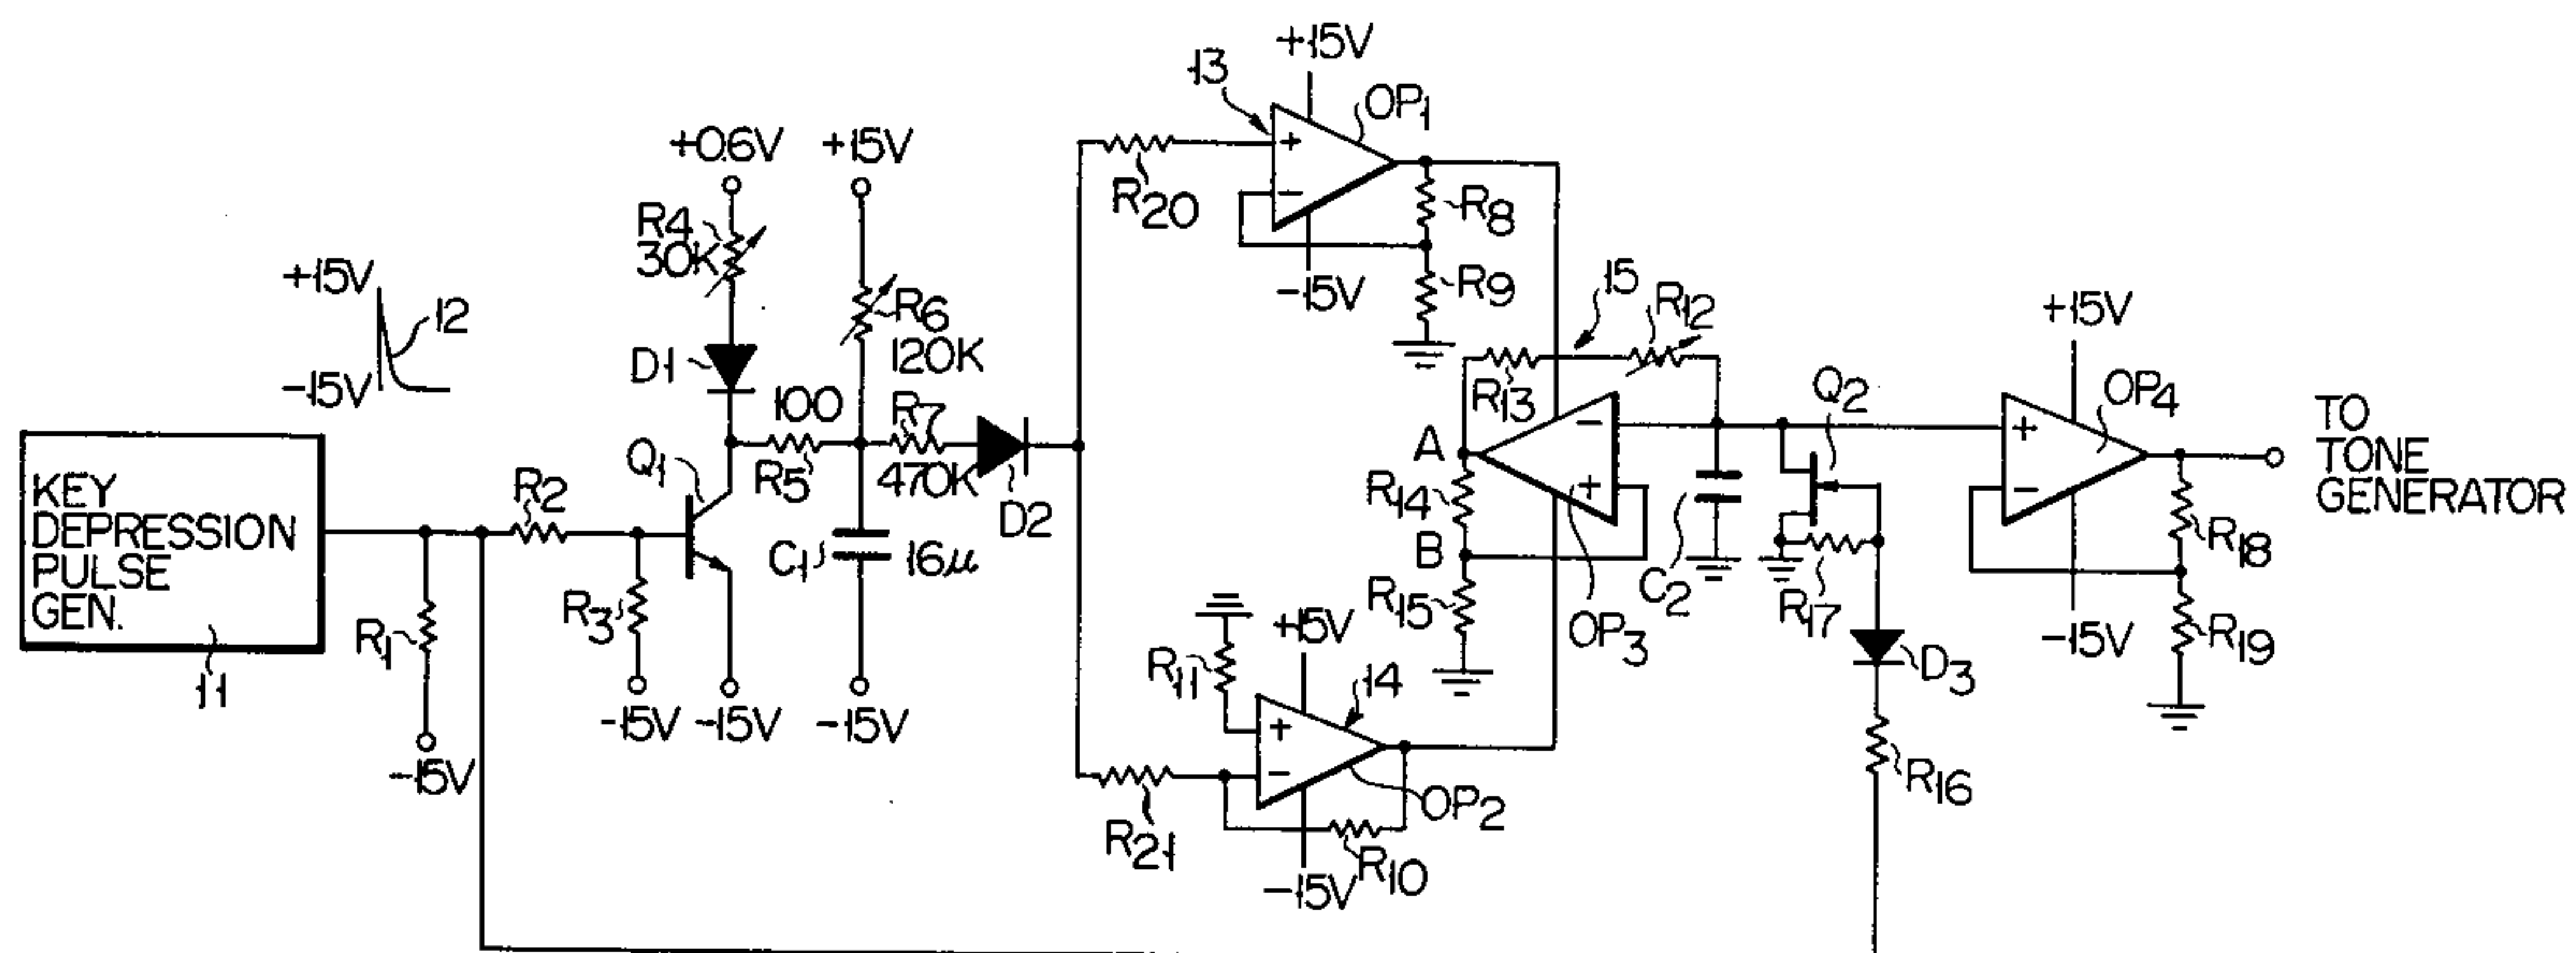 +15V
-15V
12
KEY
DEPRESSION
PULSE
GEN.
11
R1
-15V
R2
R3
-15V
Q1
-15V
+0.6V
R4
30K
D1
100
R5
+15V
R6
120K
R7
470K
C1
16μ
-15V
D2
R20
13
+15V
OP1
-15V
R8
R9
+
-
15
R12
R13
A
R14
B
R15
-
+
OP3
C2
Q2
R17
D3
R16
R11
+15V
14
+
-
OP2
R21
-15V
R10
+15V
OP4
+
-
-15V
R18
R19
TO
TONE
GENERATOR